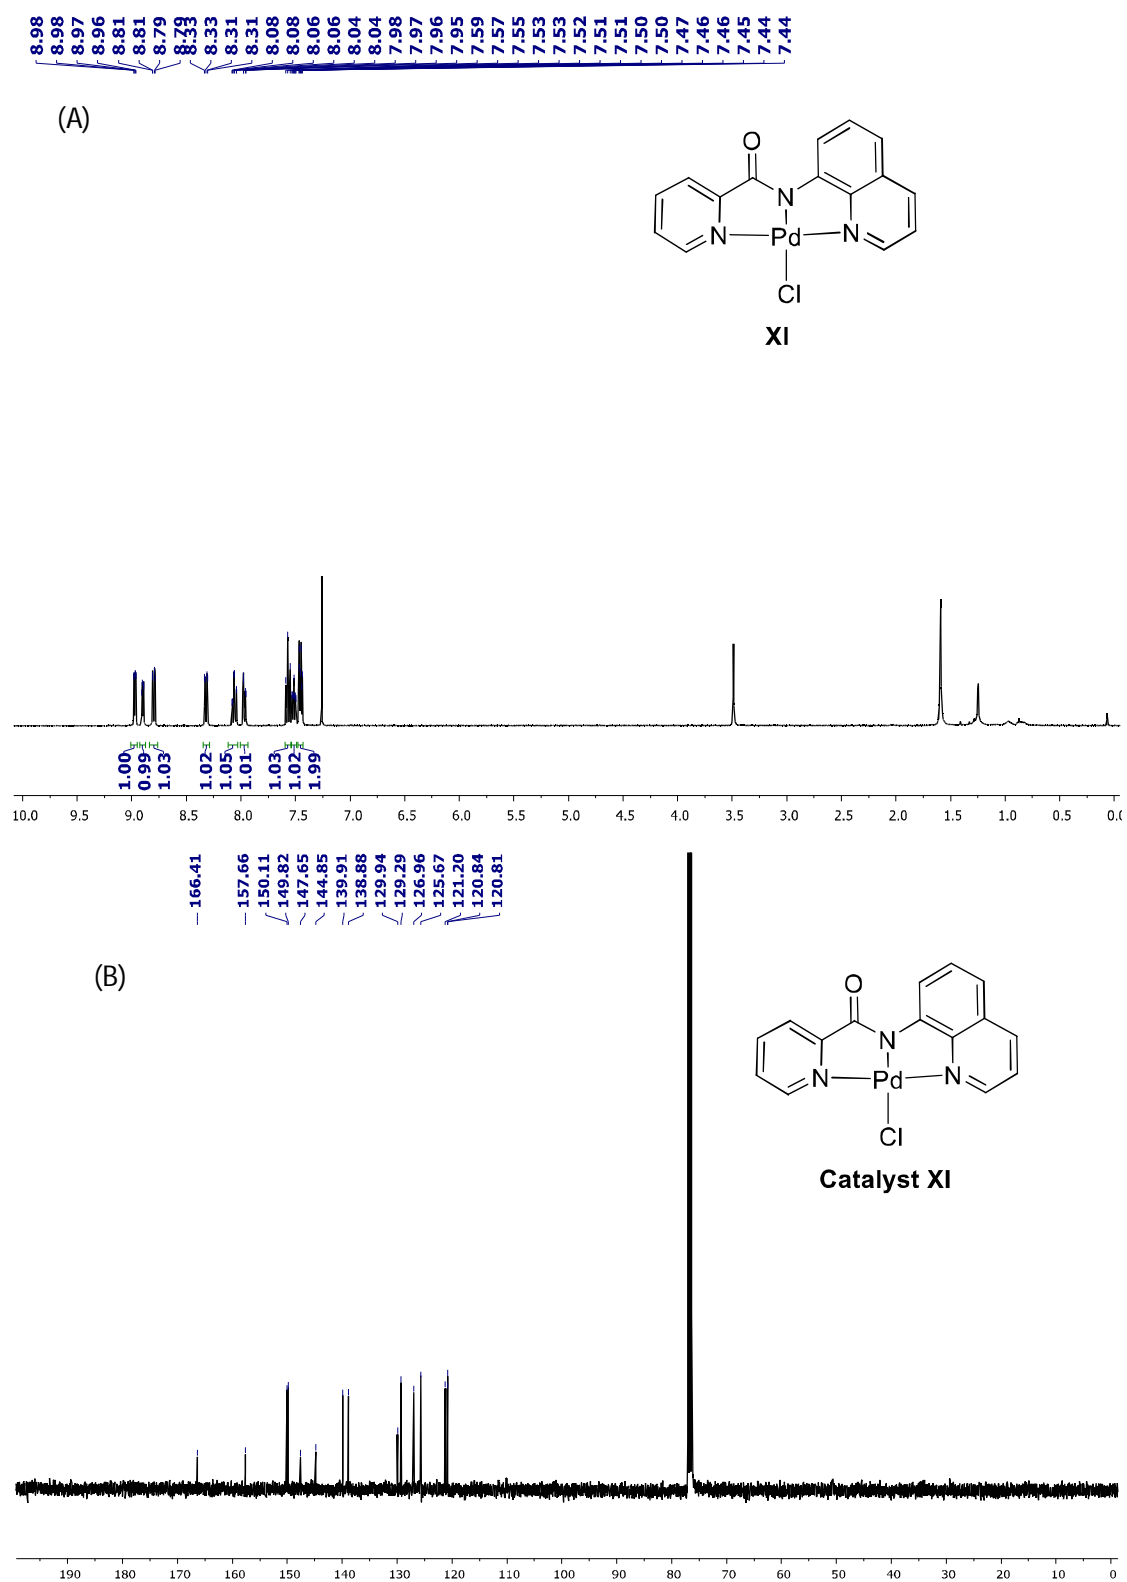 8.98 8.98 8.97 8.96 8.81 8.81 8.79 8.79 8.33 8.33 8.31 8.31 8.08 8.08 8.06 8.06 8.04 8.04 7.98 7.97 7.96 7.95 7.59 7.57 7.55 7.53 7.53 7.52 7.51 7.51 7.50 7.50 7.47 7.46 7.46 7.45 7.44 7.44
(A)
O
N
N Pd N
Cl
XI
1.00 0.99 1.03 1.02 1.05 1.01 1.03 1.02 1.99
10.0 9.5 9.0 8.5 8.0 7.5 7.0 6.5 6.0 5.5 5.0 4.5 4.0 3.5 3.0 2.5 2.0 1.5 1.0 0.5 0.0
166.41 157.66 150.11 149.82 147.65 144.85 139.91 138.88 129.94 129.29 126.96 125.67 121.20 120.84 120.81
(B)
O
N
N Pd N
Cl
Catalyst XI
190 180 170 160 150 140 130 120 110 100 90 80 70 60 50 40 30 20 10 0